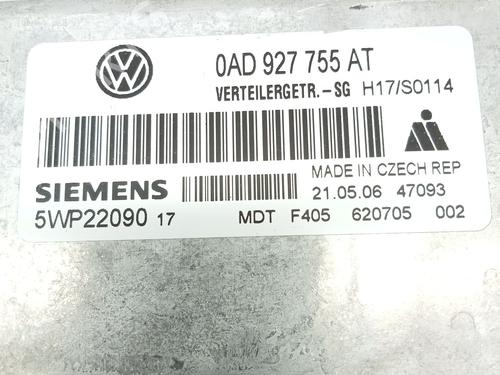 0AD 927 755 AT
VERTEILERGETR.-SG H17/S0114
MADE IN CZECH REP
SIEMENS 21.05.06 47093
5WP22090 17 MDT F405 620705 002